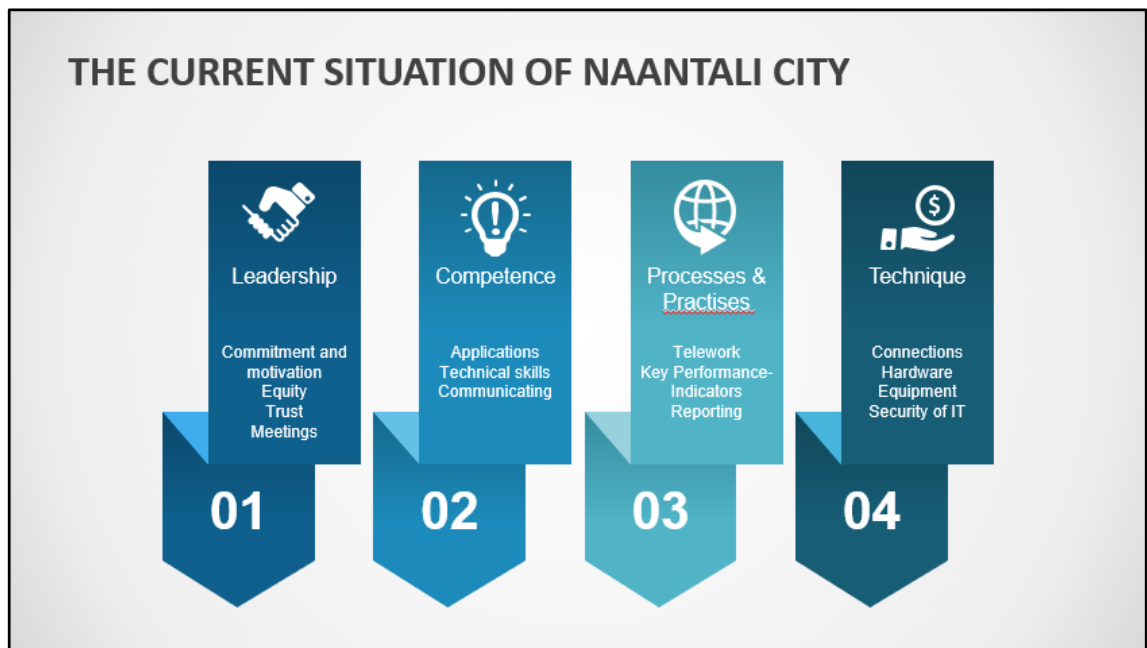 THE CURRENT SITUATION OF NAANTALI CITY
Leadership
Commitment and
motivation
Equity
Trust
Meetings
01
Competence
Applications
Technical skills
Communicating
02
Processes &
Practises
Telework
Key Performance-
Indicators
Reporting
03
$
Technique
Connections
Hardware
Equipment
Security of IT
04